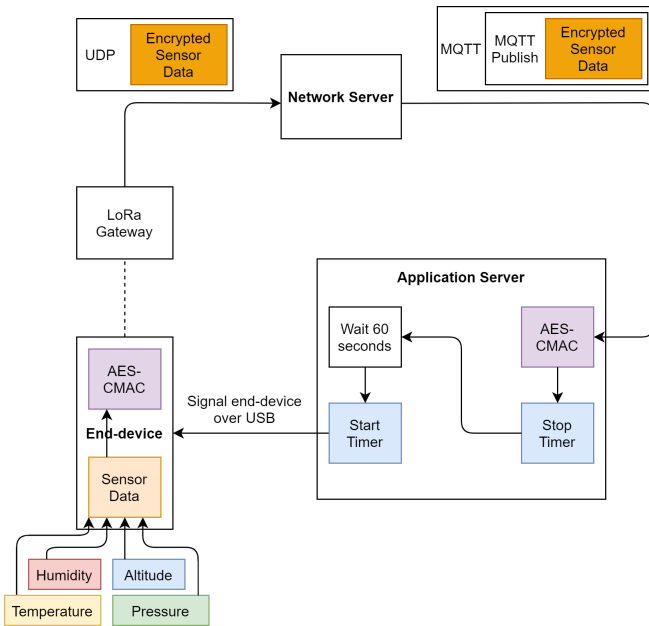 UDP
Encrypted
Sensor
Data
MQTT
MQTT
Publish
Encrypted
Sensor
Data
Network Server
LoRa
Gateway
Application Server
Wait 60
seconds
AES-
CMAC
Start
Timer
Stop
Timer
Signal end-device
over USB
AES-
CMAC
End-device
Sensor
Data
Humidity
Altitude
Temperature
Pressure